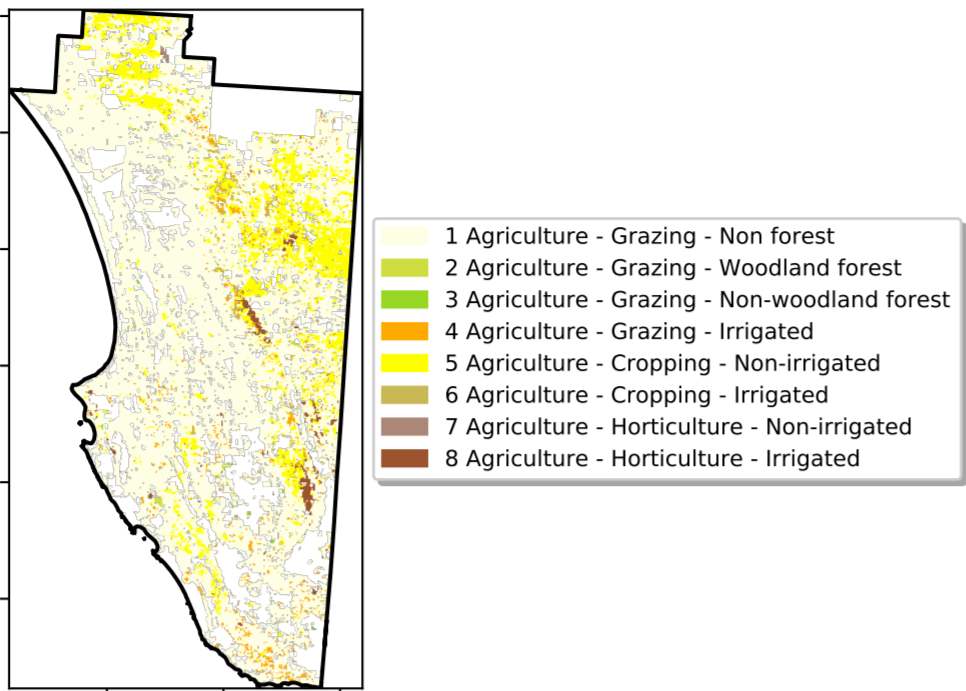 1 Agriculture - Grazing - Non forest
2 Agriculture - Grazing - Woodland forest
3 Agriculture - Grazing - Non-woodland forest
4 Agriculture - Grazing - Irrigated
5 Agriculture - Cropping - Non-irrigated
6 Agriculture - Cropping - Irrigated
7 Agriculture - Horticulture - Non-irrigated
8 Agriculture - Horticulture - Irrigated